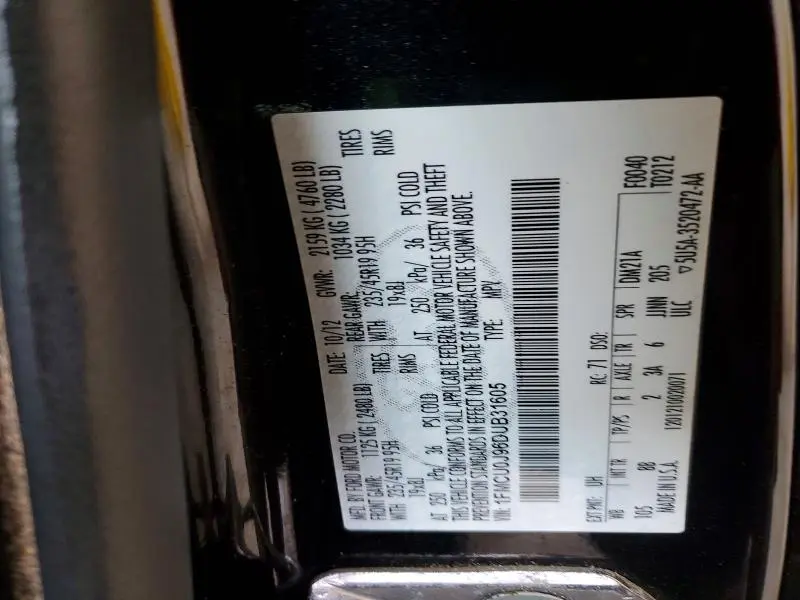 MFD. BY FORD MOTOR CO.
DATE: 10/12 GVWR: 2159 KG ( 4760 LB)
FRONT GAWR: 1125 KG ( 2480 LB) REAR GAWR: 1034 KG ( 2280 LB)
WITH 235/45R19 95H TIRES WITH 235/45R19 95H TIRES
19x8J RIMS 19x8J RIMS
AT 250 kPa/ 36 PSI COLD AT 250 kPa/ 36 PSI COLD
THIS VEHICLE CONFORMS TO ALL APPLICABLE FEDERAL MOTOR VEHICLE SAFETY AND THEFT
PREVENTION STANDARDS IN EFFECT ON THE DATE OF MANUFACTURE SHOWN ABOVE.
VIN: 1FMCU0J96DUB31605 TYPE: MPV
EXT PNT: UH RC: 71 DSO: F0040
WB INT TR TP/PS R AXLE TR SPR DM21A T0212
105 BB 2 3A 6 JJNN 205
MADE IN U.S.A. 12012100200071 ULC ▽5U5A-3520472-AA